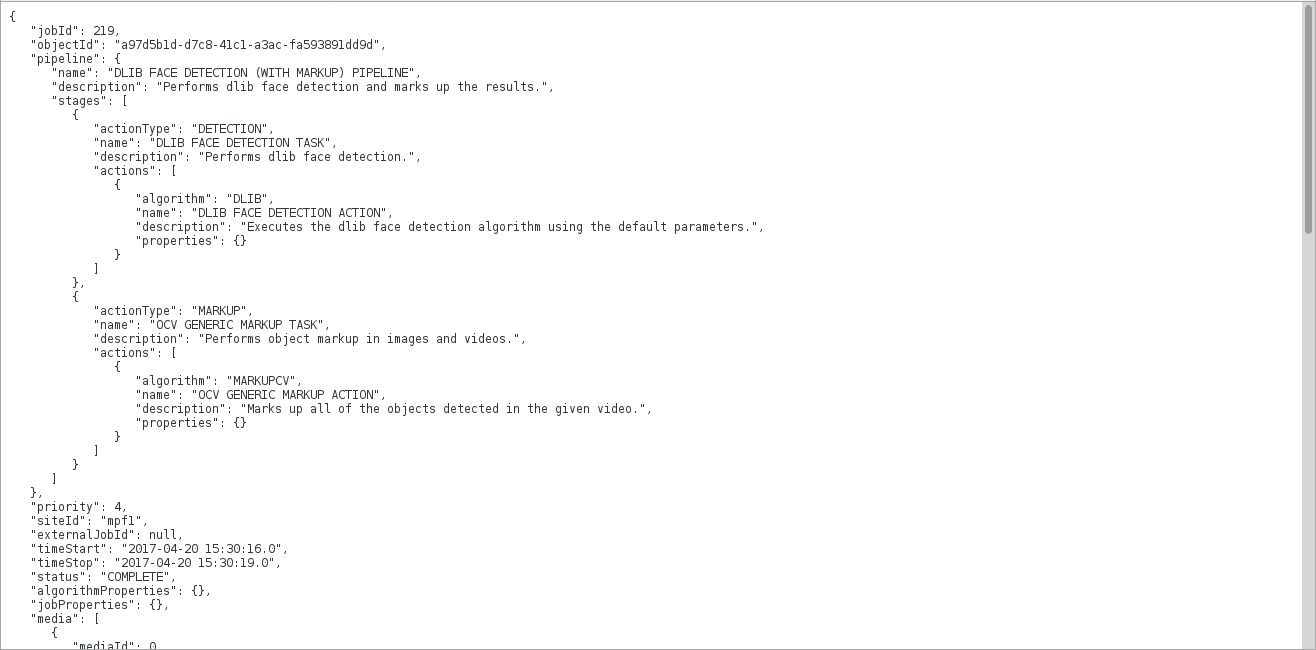 {
   "jobId": 219,
   "objectId": "a97d5b1d-d7c8-41c1-a3ac-fa593891dd9d",
   "pipeline": {
      "name": "DLIB FACE DETECTION (WITH MARKUP) PIPELINE",
      "description": "Performs dlib face detection and marks up the results.",
      "stages": [
         {
            "actionType": "DETECTION",
            "name": "DLIB FACE DETECTION TASK",
            "description": "Performs dlib face detection.",
            "actions": [
               {
                  "algorithm": "DLIB",
                  "name": "DLIB FACE DETECTION ACTION",
                  "description": "Executes the dlib face detection algorithm using the default parameters.",
                  "properties": {}
               }
            ]
         },
         {
            "actionType": "MARKUP",
            "name": "OCV GENERIC MARKUP TASK",
            "description": "Performs object markup in images and videos.",
            "actions": [
               {
                  "algorithm": "MARKUPCV",
                  "name": "OCV GENERIC MARKUP ACTION",
                  "description": "Marks up all of the objects detected in the given video.",
                  "properties": {}
               }
            ]
         }
      ]
   },
   "priority": 4,
   "siteId": "mpf1",
   "externalJobId": null,
   "timeStart": "2017-04-20 15:30:16.0",
   "timeStop": "2017-04-20 15:30:19.0",
   "status": "COMPLETE",
   "algorithmProperties": {},
   "jobProperties": {},
   "media": [
      {
         "mediaId": 0